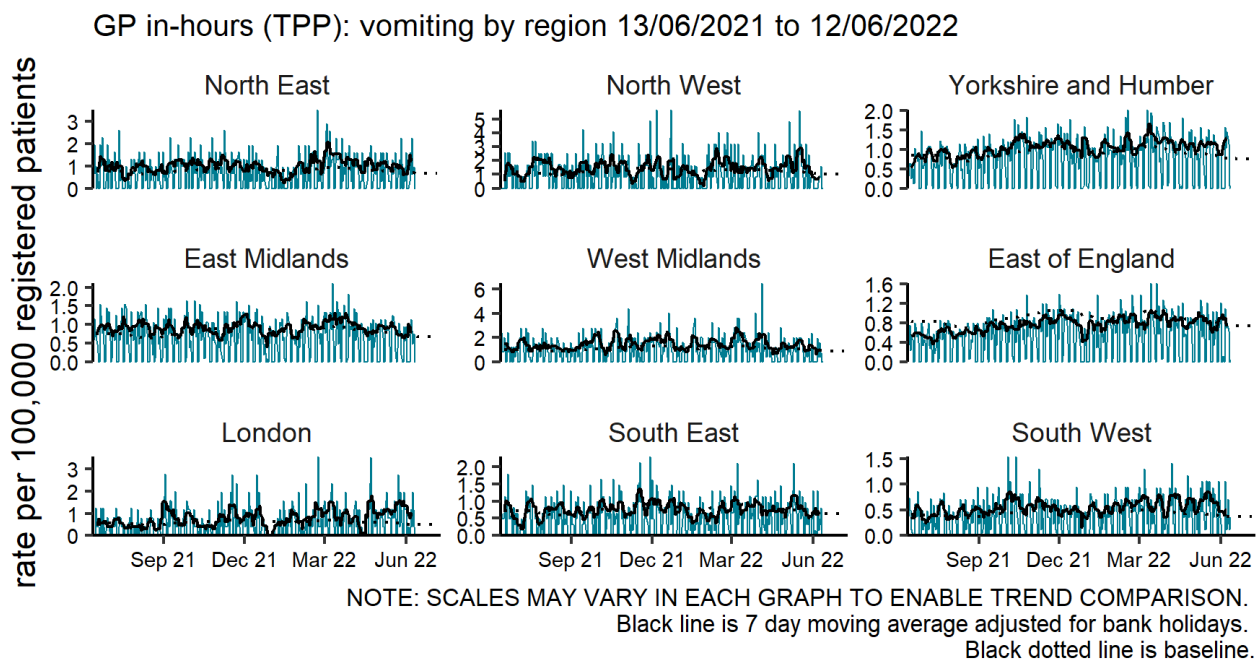 GP in-hours (TPP): vomiting by region 13/06/2021 to 12/06/2022
rate per 100,000 registered patients
North East
3
2
1
0
North West
5
4
3
2
1
0
Yorkshire and Humber
2.0
1.5
1.0
0.5
0.0
East Midlands
2.0
1.5
1.0
0.5
0.0
West Midlands
6
4
2
0
East of England
1.6
1.2
0.8
0.4
0.0
London
3
2
1
0
Sep 21 Dec 21 Mar 22 Jun 22
South East
2.0
1.5
1.0
0.5
0.0
Sep 21 Dec 21 Mar 22 Jun 22
South West
1.5
1.0
0.5
0.0
Sep 21 Dec 21 Mar 22 Jun 22
NOTE: SCALES MAY VARY IN EACH GRAPH TO ENABLE TREND COMPARISON.
Black line is 7 day moving average adjusted for bank holidays.
Black dotted line is baseline.